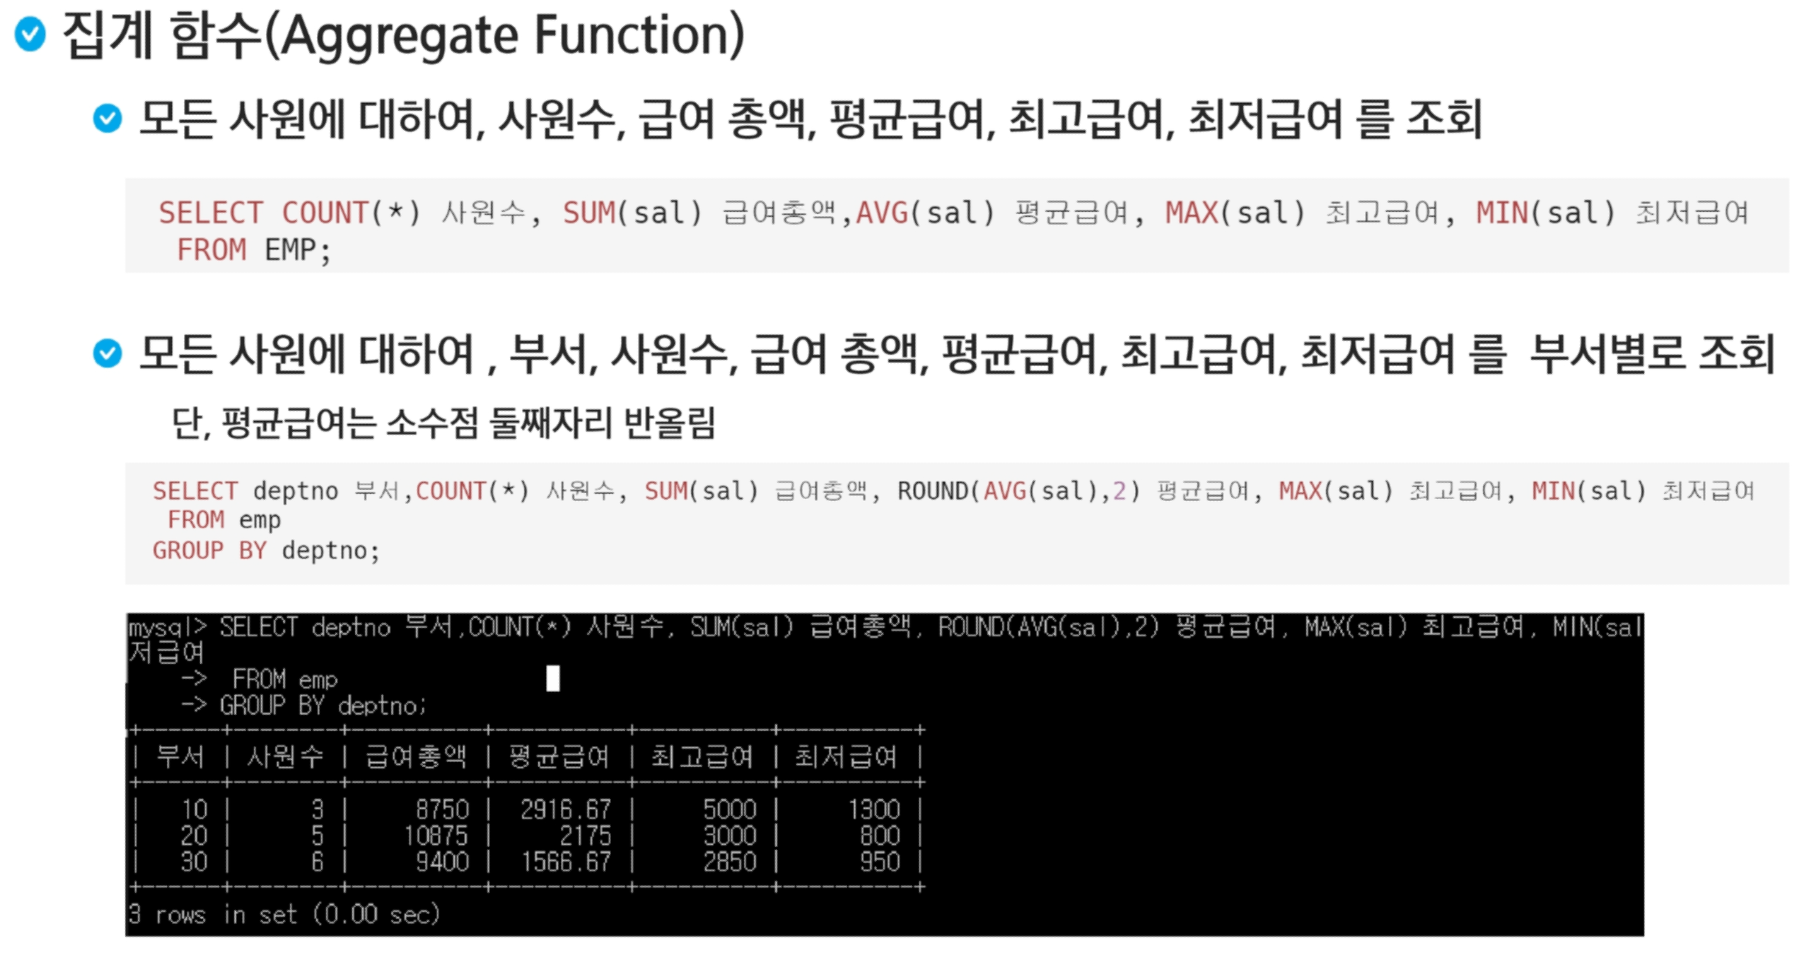 집계 함수(Aggregate Function)
모든 사원에 대하여, 사원수, 급여 총액, 평균급여, 최고급여, 최저급여 를 조회
SELECT COUNT(*) 사원수, SUM(sal) 급여총액,AVG(sal) 평균급여, MAX(sal) 최고급여, MIN(sal) 최저급여
FROM EMP;
모든 사원에 대하여 , 부서, 사원수, 급여 총액, 평균급여, 최고급여, 최저급여 를 부서별로 조회
단, 평균급여는 소수점 둘째자리 반올림
SELECT deptno 부서,COUNT(*) 사원수, SUM(sal) 급여총액, ROUND(AVG(sal),2) 평균급여, MAX(sal) 최고급여, MIN(sal) 최저급여
FROM emp
GROUP BY deptno;
mysql> SELECT deptno 부서,COUNT(*) 사원수, SUM(sal) 급여총액, ROUND(AVG(sal),2) 평균급여, MAX(sal) 최고급여, MIN(sal
저급여
-> FROM emp
-> GROUP BY deptno;
| 부서 | 사원수 | 급여총액 | 평균급여 | 최고급여 | 최저급여 |
| 10 | 3 | 8750 | 2916.67 | 5000 | 1300 |
| 20 | 5 | 10875 | 2175 | 3000 | 800 |
| 30 | 6 | 9400 | 1566.67 | 2850 | 950 |
3 rows in set (0.00 sec)